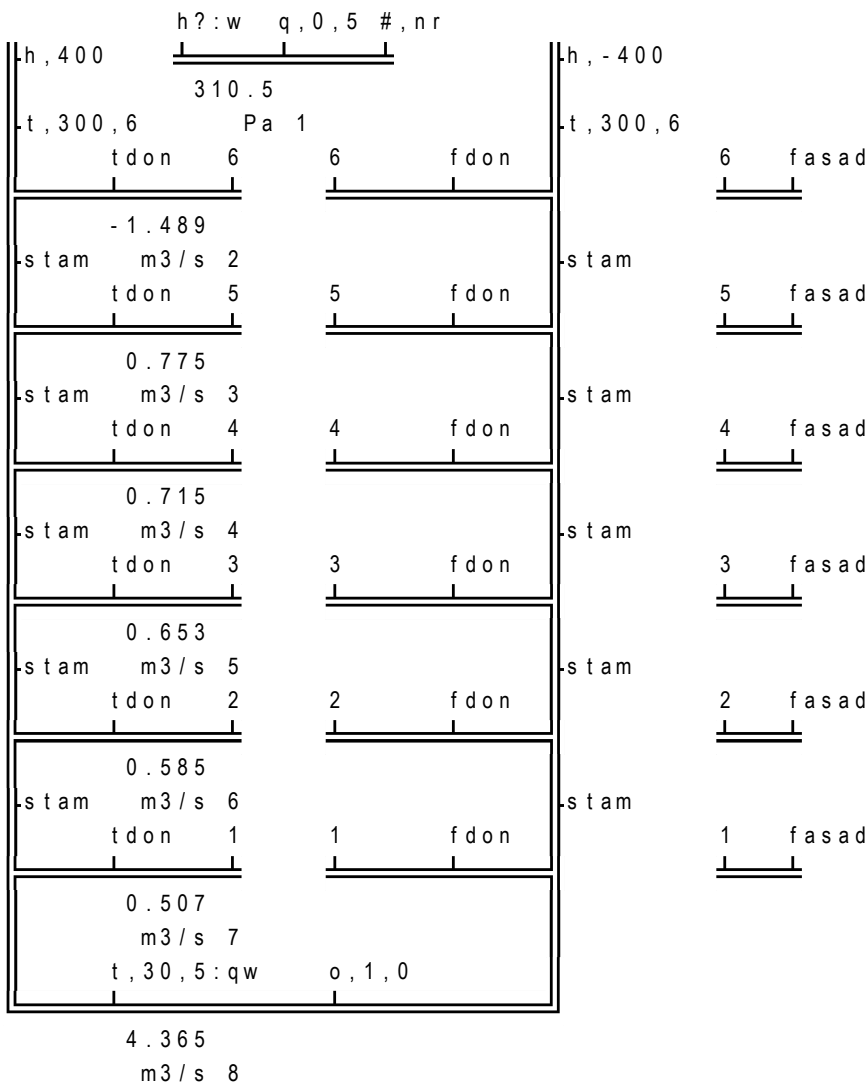 h?:w q,0,5 #,nr
h,400 h,-400
310.5
t,300,6 Pa 1 t,300,6
tdon 6 6 fdon 6 fasad
-1.489
stam m3/s 2 stam
tdon 5 5 fdon 5 fasad
0.775
stam m3/s 3 stam
tdon 4 4 fdon 4 fasad
0.715
stam m3/s 4 stam
tdon 3 3 fdon 3 fasad
0.653
stam m3/s 5 stam
tdon 2 2 fdon 2 fasad
0.585
stam m3/s 6 stam
tdon 1 1 fdon 1 fasad
0.507
m3/s 7
t,30,5:qw o,1,0
4.365
m3/s 8